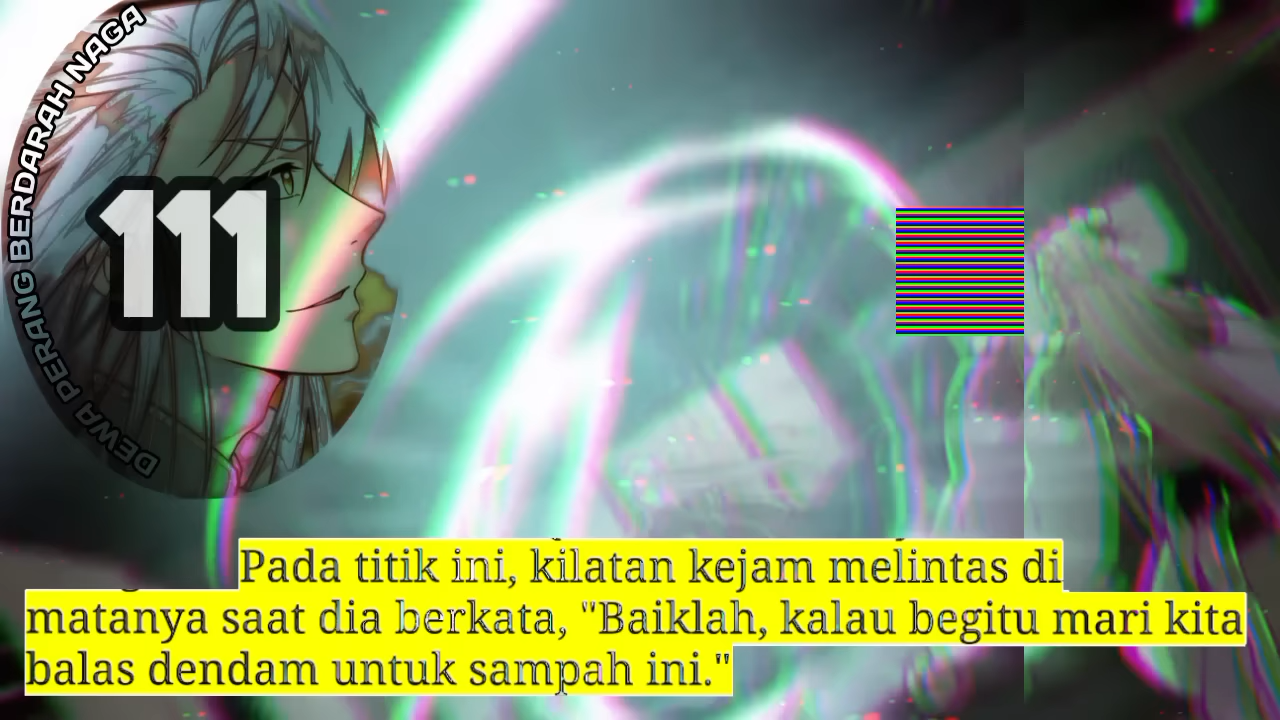 DEWA PERANG BERDARAH NAGA
111
Pada titik ini, kilatan kejam melintas di
matanya saat dia berkata, "Baiklah, kalau begitu mari kita
balas dendam untuk sampah ini."